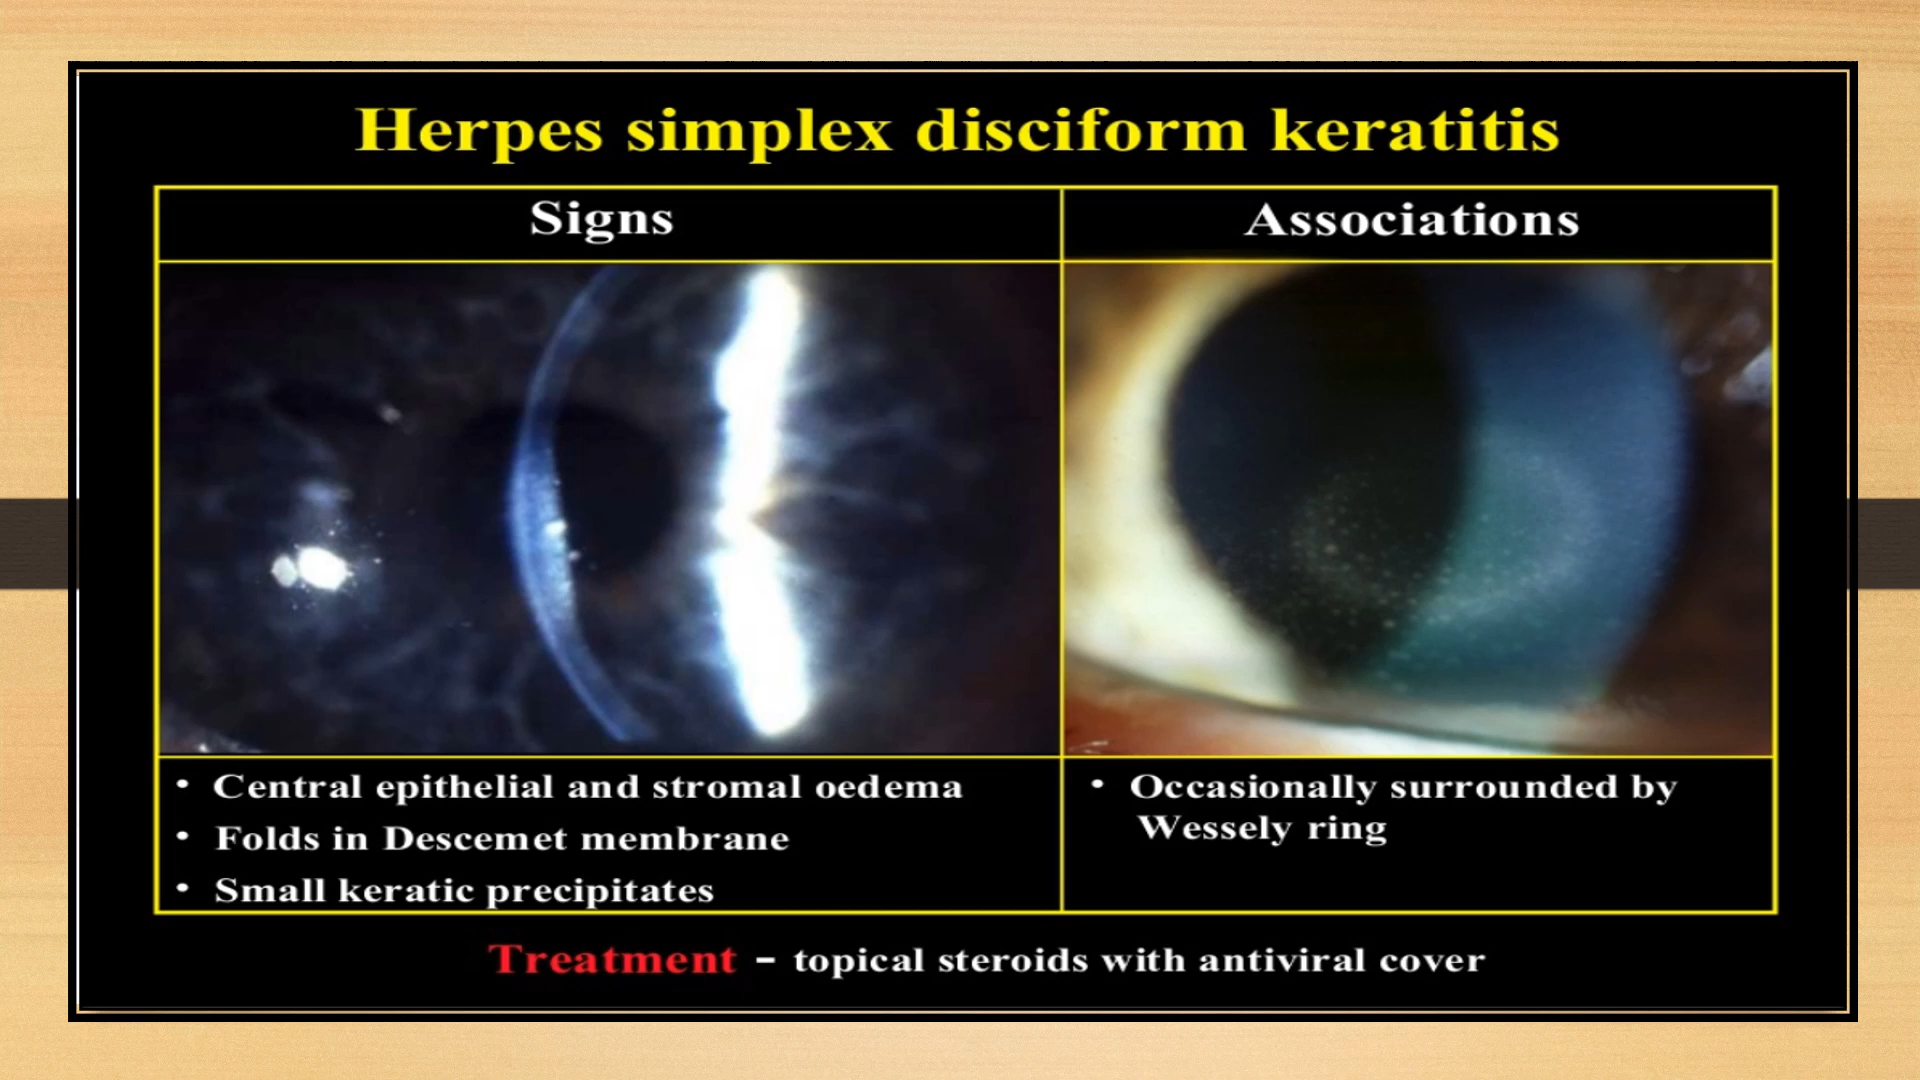 Herpes simplex disciform keratitis
Signs
Associations
• Central epithelial and stromal oedema
• Folds in Descemet membrane
• Small keratic precipitates
• Occasionally surrounded by
Wessely ring
Treatment – topical steroids with antiviral cover